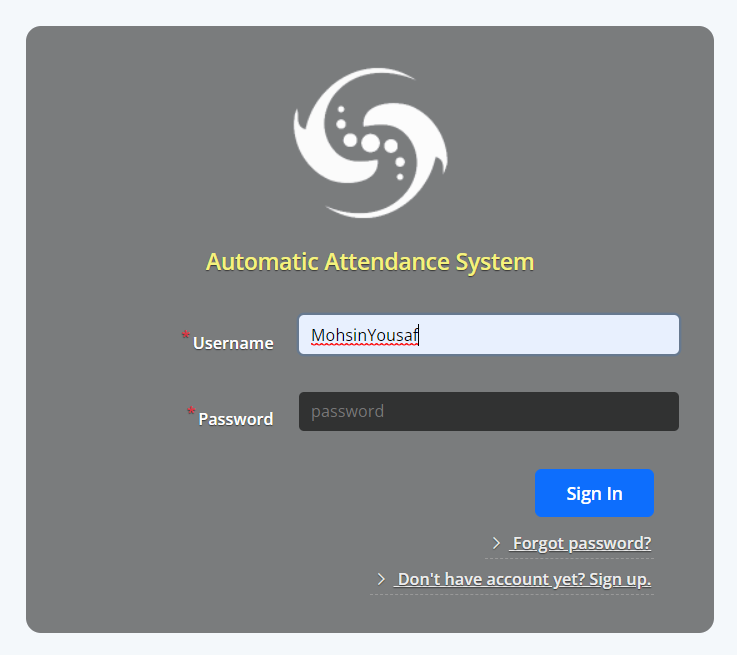 Automatic Attendance System
* Username
MohsinYousaf
* Password
password
Sign In
> Forgot password?
> Don't have account yet? Sign up.